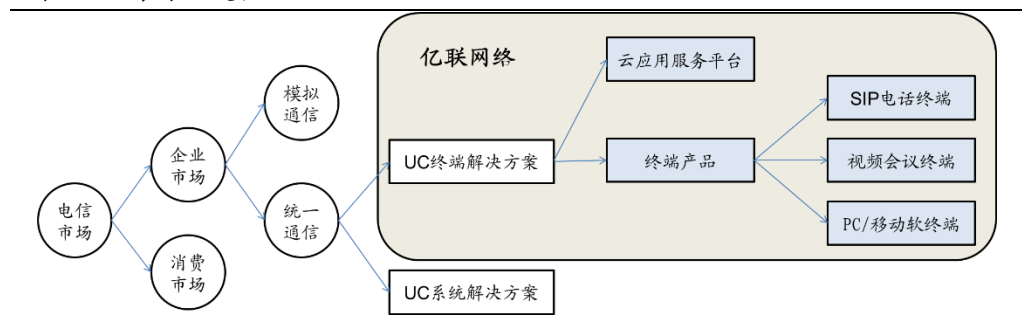 亿联网络
云应用服务平台
模拟
通信
SIP电话终端
企业
市场
UC终端解决方案
终端产品
视频会议终端
电信
市场
统一
通信
PC/移动软终端
消费
市场
UC系统解决方案